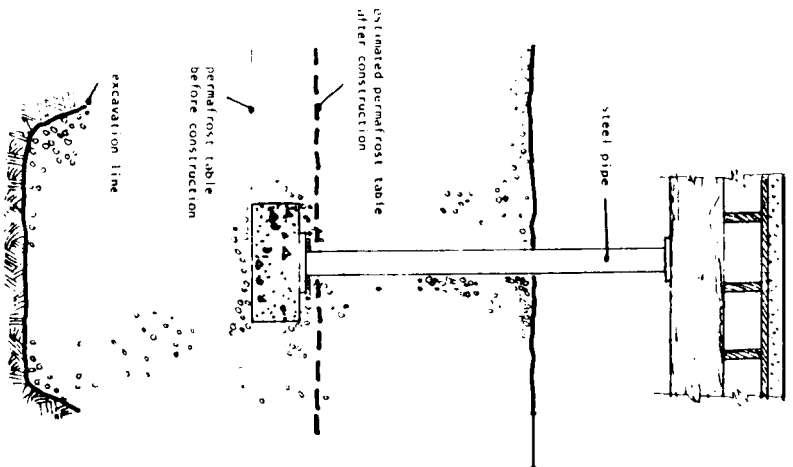 steel pipe
estimated permafrost table
after construction
permafrost table
before construction
excavation line